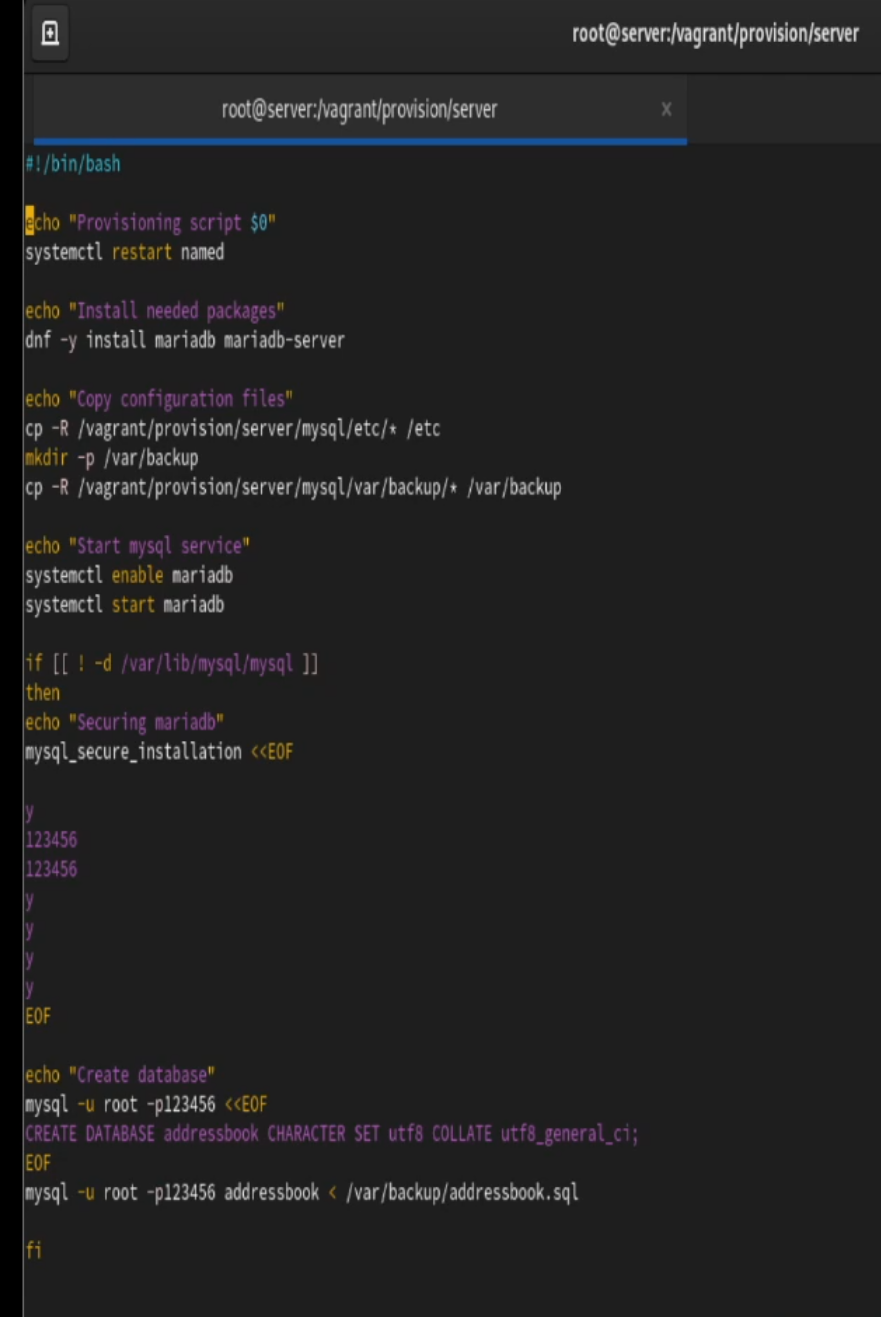 root@server:/vagrant/provision/server
root@server:/vagrant/provision/server x
#!/bin/bash
echo "Provisioning script $0"
systemctl restart named
echo "Install needed packages"
dnf -y install mariadb mariadb-server
echo "Copy configuration files"
cp -R /vagrant/provision/server/mysql/etc/* /etc
mkdir -p /var/backup
cp -R /vagrant/provision/server/mysql/var/backup/* /var/backup
echo "Start mysql service"
systemctl enable mariadb
systemctl start mariadb
if [[ ! -d /var/lib/mysql/mysql ]]
then
echo "Securing mariadb"
mysql_secure_installation <<EOF
y
123456
123456
y
y
y
y
EOF
echo "Create database"
mysql -u root -p123456 <<EOF
CREATE DATABASE addressbook CHARACTER SET utf8 COLLATE utf8_general_ci;
EOF
mysql -u root -p123456 addressbook < /var/backup/addressbook.sql
fi